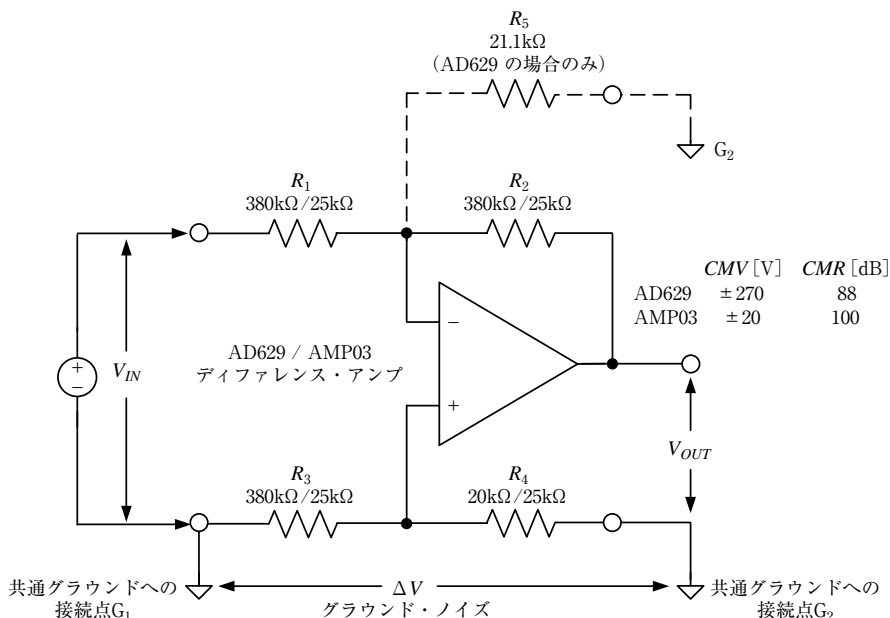 R5
21.1kΩ
(AD629 の場合のみ)
G2
R1
380kΩ/25kΩ
R2
380kΩ/25kΩ
CMV[V] CMR[dB]
AD629 ±270 88
AMP03 ±20 100
+
−
VIN
AD629 / AMP03
ディファレンス・アンプ
−
+
VOUT
R3
380kΩ/25kΩ
R4
20kΩ/25kΩ
共通グラウンドへの
接続点G1
ΔV
グラウンド・ノイズ
共通グラウンドへの
接続点G2